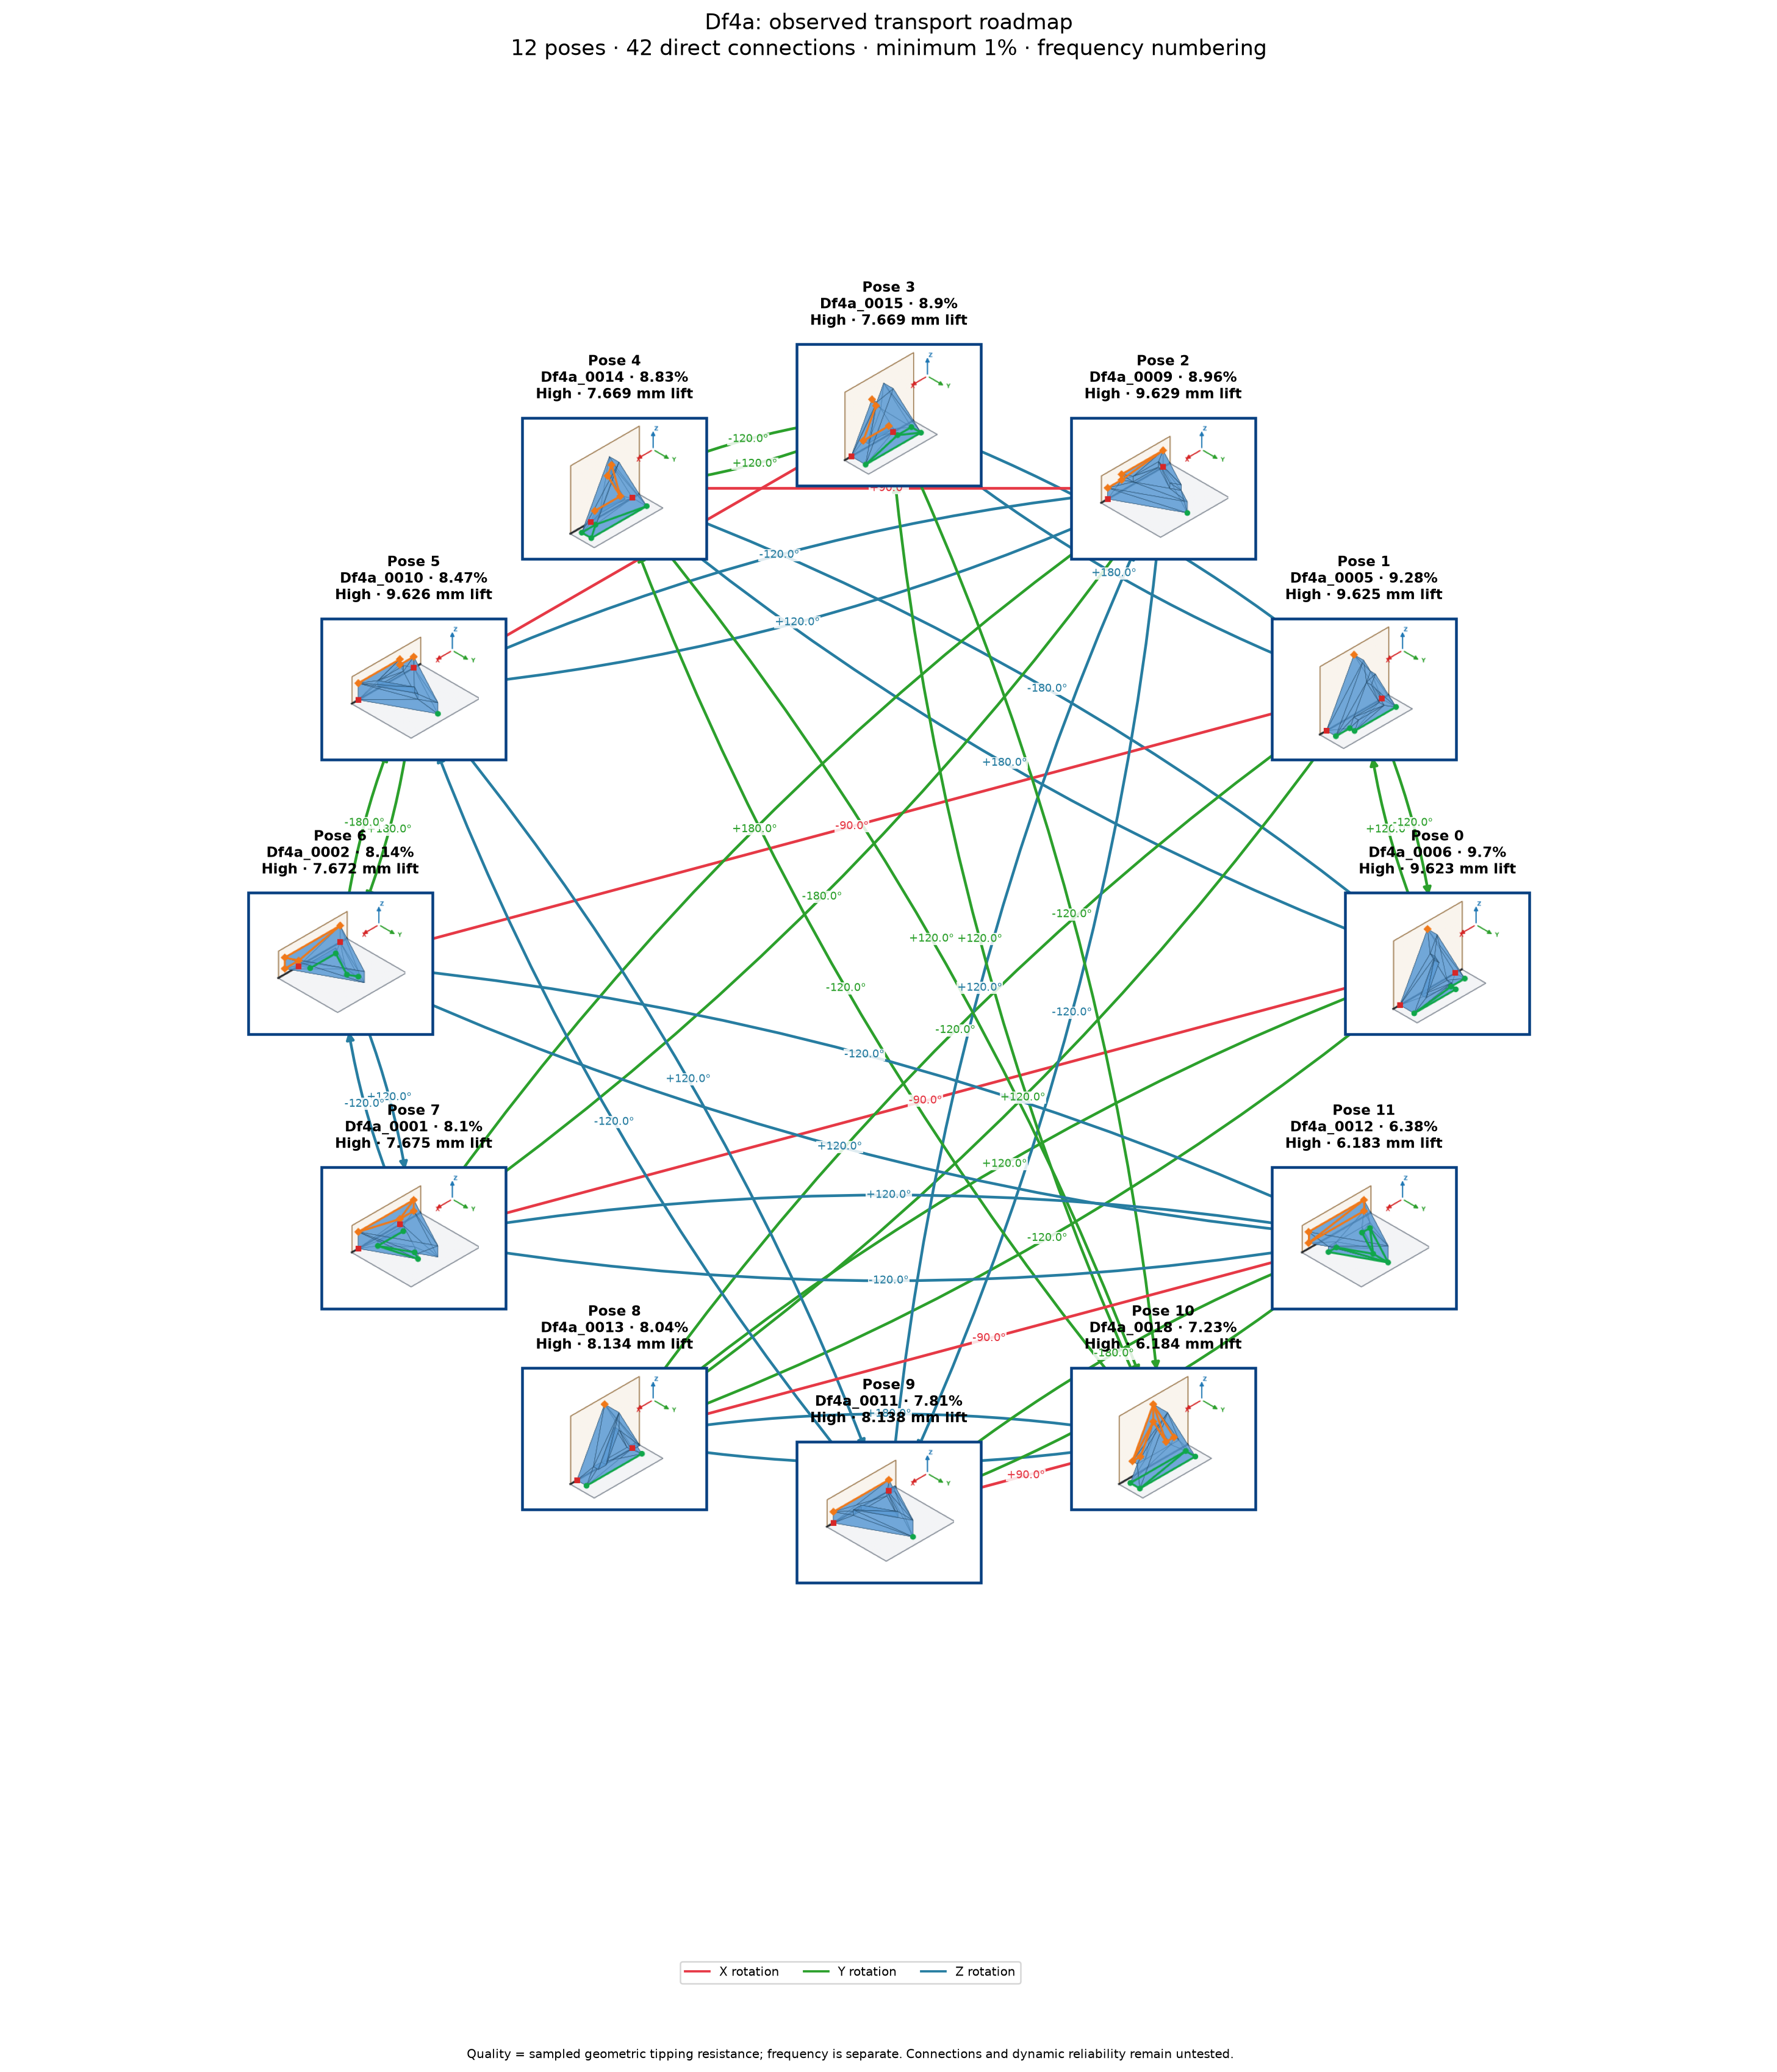 Df4a: observed transport roadmap
12 poses · 42 direct connections · minimum 1% · frequency numbering
Pose 3
Df4a_0015 · 8.9%
High · 7.669 mm lift
Pose 4
Df4a_0014 · 8.83%
High · 7.669 mm lift
Pose 2
Df4a_0009 · 8.96%
High · 9.629 mm lift
-120.0°
+120.0°
-120.0°
+180.0°
+120.0°
Pose 5
Df4a_0010 · 8.47%
High · 9.626 mm lift
Pose 1
Df4a_0005 · 9.28%
High · 9.625 mm lift
-180.0°
+180.0°
-180.0°
+180.0°
-90.0°
-120.0°
Pose 6
Df4a_0002 · 8.14%
High · 7.672 mm lift
Pose 0
Df4a_0006 · 9.7%
High · 9.623 mm lift
-180.0°
-120.0°
+120.0°
+120.0°
-120.0°
+120.0°
-120.0°
-120.0°
-120.0°
+120.0°
-90.0°
+120.0°
-120.0°
+120.0°
-120.0°
Pose 7
Df4a_0001 · 8.1%
High · 7.675 mm lift
Pose 11
Df4a_0012 · 6.38%
High · 6.183 mm lift
+120.0°
+120.0°
+120.0°
-120.0°
-120.0°
Pose 8
Df4a_0013 · 8.04%
High · 8.134 mm lift
-90.0°
Pose 10
Df4a_0018 · 7.23%
High · 6.184 mm lift
-180.0°
Pose 9
Df4a_0011 · 7.81%
High · 8.138 mm lift
+90.0°
X rotation
Y rotation
Z rotation
Quality = sampled geometric tipping resistance; frequency is separate. Connections and dynamic reliability remain untested.